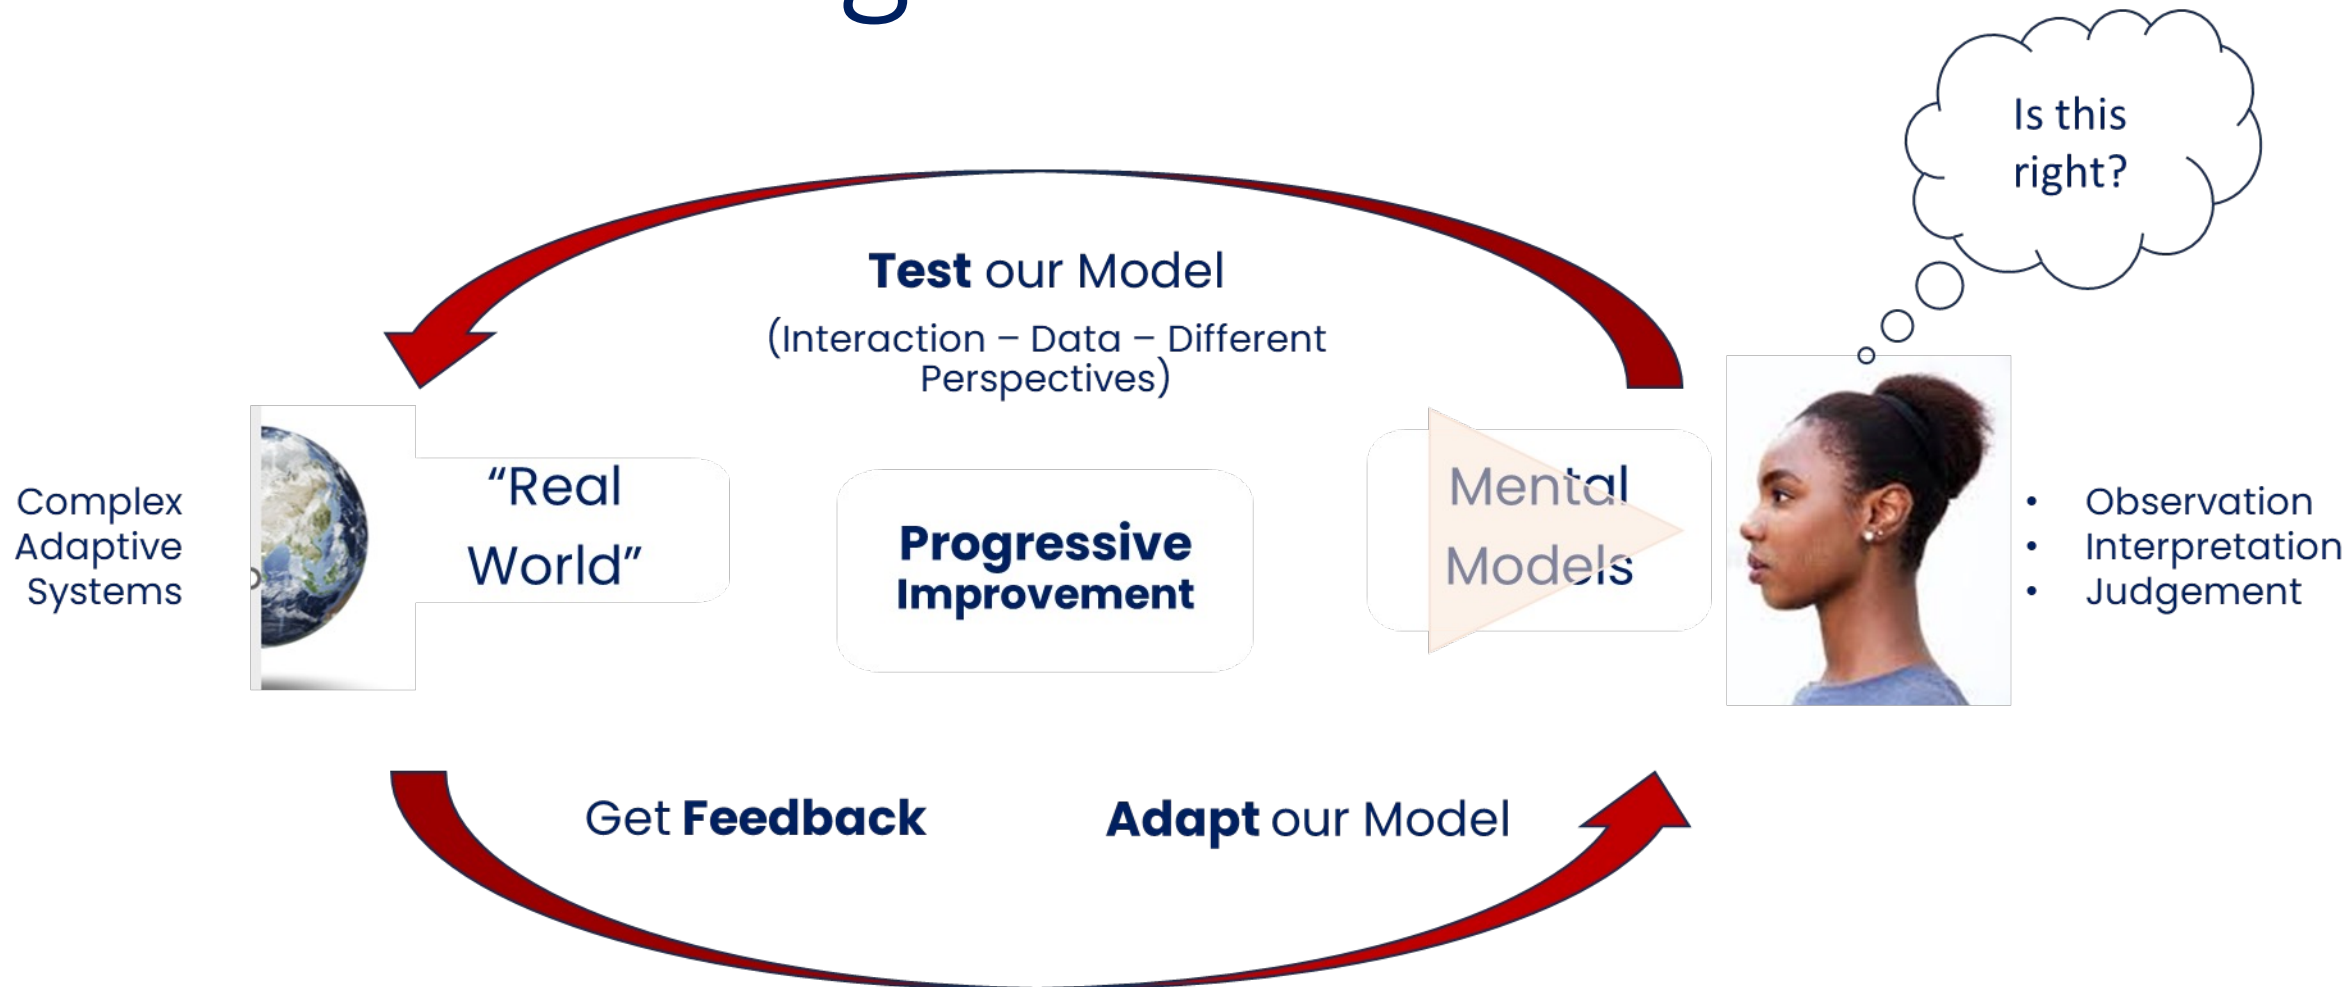 Is this
right?
Test our Model
(Interaction – Data – Different
Perspectives)
Complex
Adaptive
Systems
“Real
World”
Progressive
Improvement
Mental
Models
• Observation
• Interpretation
• Judgement
Get Feedback
Adapt our Model